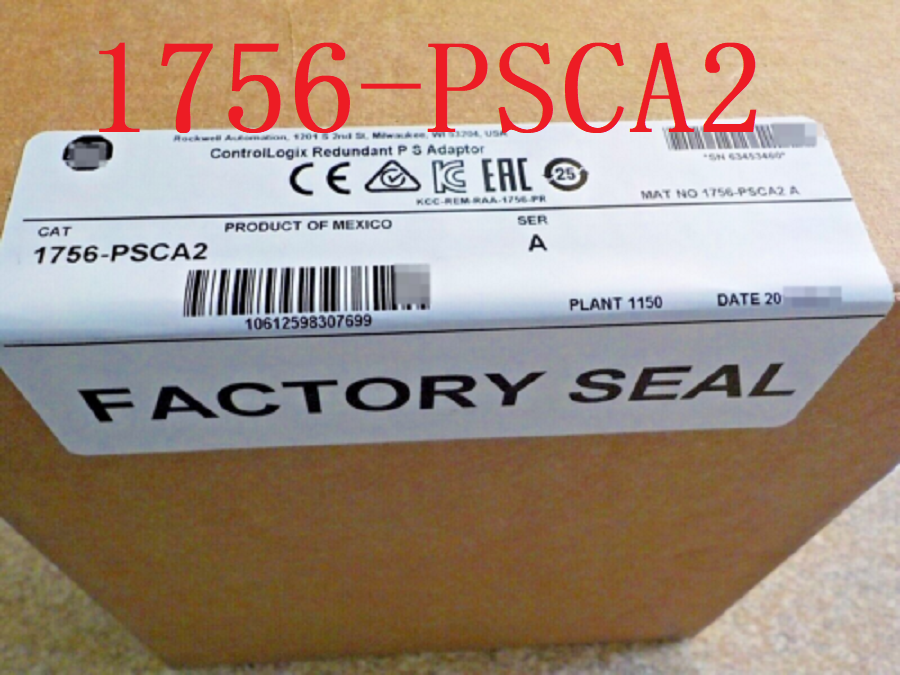 1756-PSCA2
Rockwell Automation, 1201 S 2nd St, Milwaukee, WI 53204, USA
ControlLogix Redundant P S Adaptor
*SN 63453460*
CE KC EAC 25
KCC-REM-RAA-1756-PR
MAT NO 1756-PSCA2 A
CAT
PRODUCT OF MEXICO
SER
1756-PSCA2
A
10612598307699
PLANT 1150
DATE 20
FACTORY SEAL